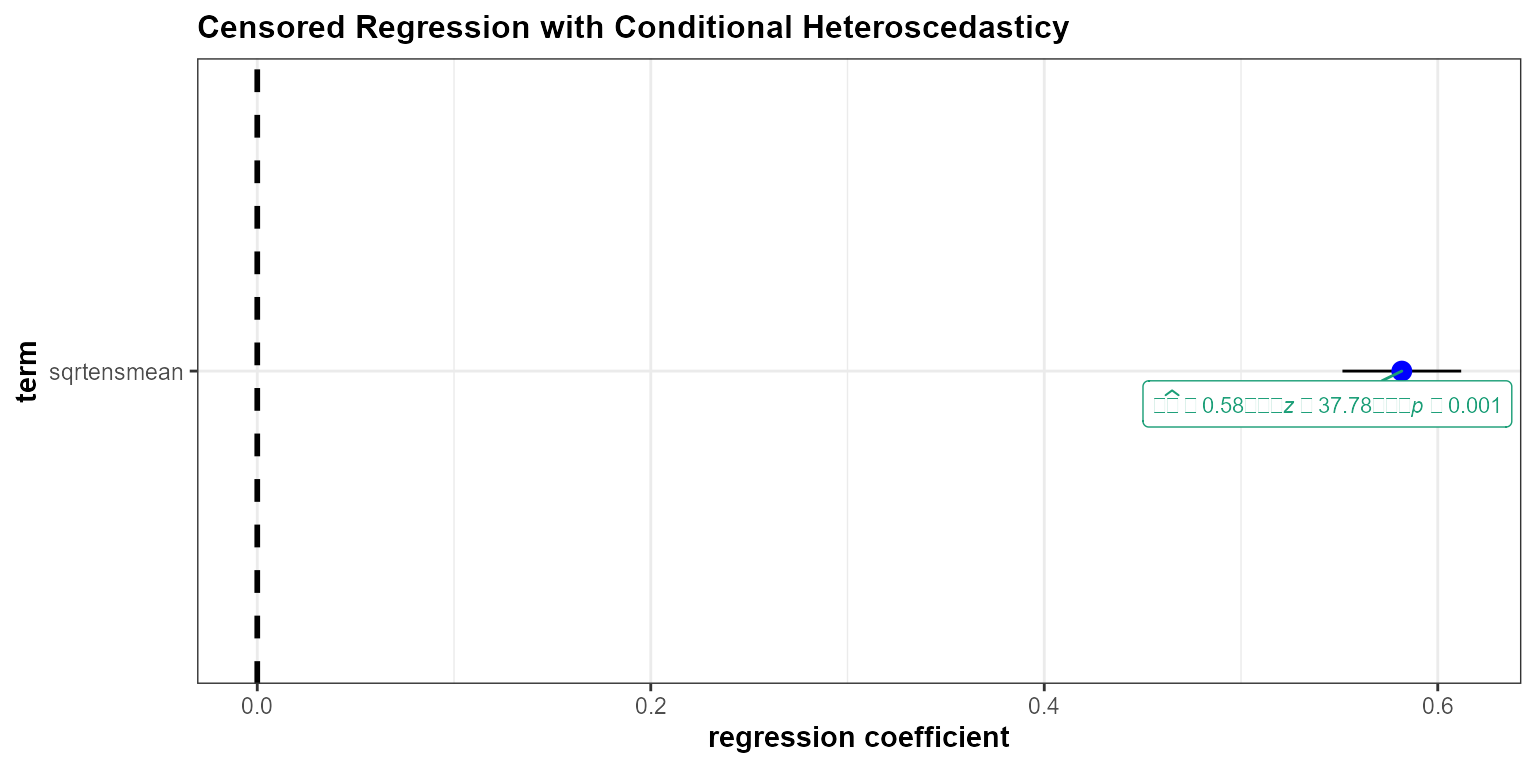 Censored Regression with Conditional Heteroscedasticy
term
sqrtensmean
□□̂ □ 0.58□□□z □ 37.78□□□p □ 0.001
0.0 0.2 0.4 0.6
regression coefficient